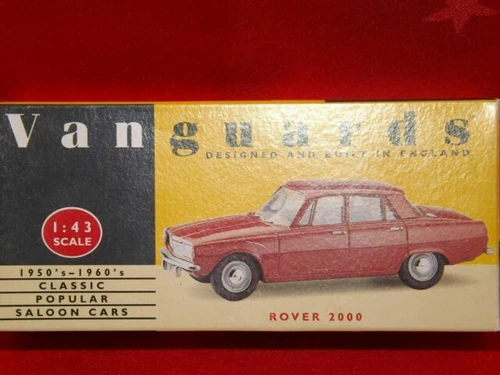 Vanguards
DESIGNED AND BUILT IN ENGLAND
1:43
SCALE
1950's-1960's
CLASSIC
POPULAR
SALOON CARS
ROVER 2000